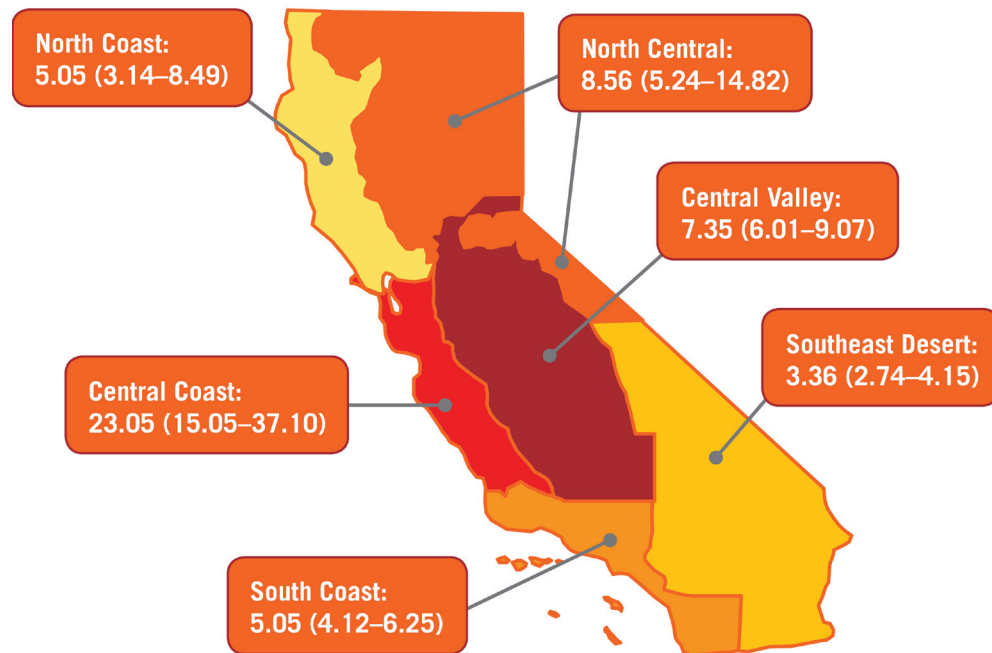 North Coast:
5.05 (3.14–8.49)
North Central:
8.56 (5.24–14.82)
Central Valley:
7.35 (6.01–9.07)
Southeast Desert:
3.36 (2.74–4.15)
Central Coast:
23.05 (15.05–37.10)
South Coast:
5.05 (4.12–6.25)